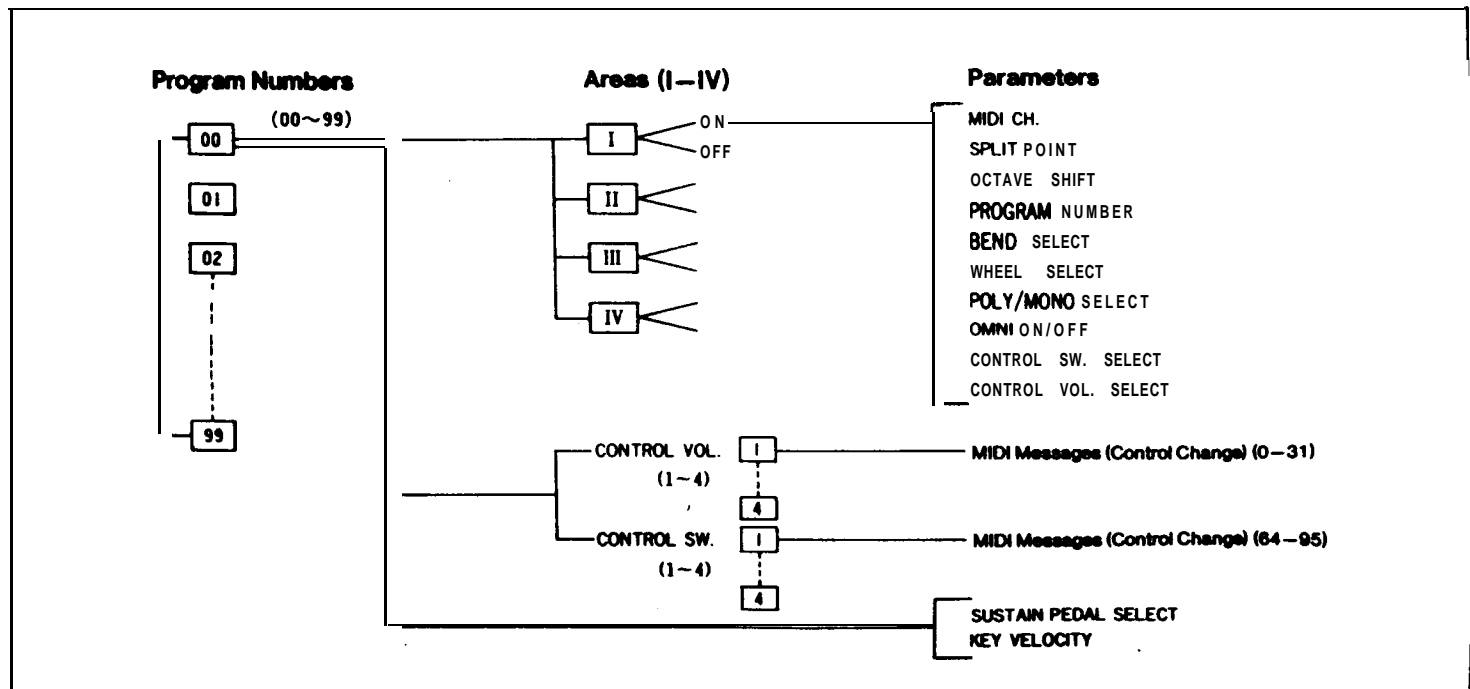 Program Numbers
Areas (I—IV)
Parameters
(00~99)
00
01
02
99
I
ON
OFF
II
III
IV
MIDI CH.
SPLIT POINT
OCTAVE SHIFT
PROGRAM NUMBER
BEND SELECT
WHEEL SELECT
POLY/MONO SELECT
OMNI ON/OFF
CONTROL SW. SELECT
CONTROL VOL. SELECT
CONTROL VOL.
(1~4)
1
4
MIDI Messages (Control Change) (0—31)
CONTROL SW.
(1~4)
1
4
MIDI Messages (Control Change) (64—95)
SUSTAIN PEDAL SELECT
KEY VELOCITY